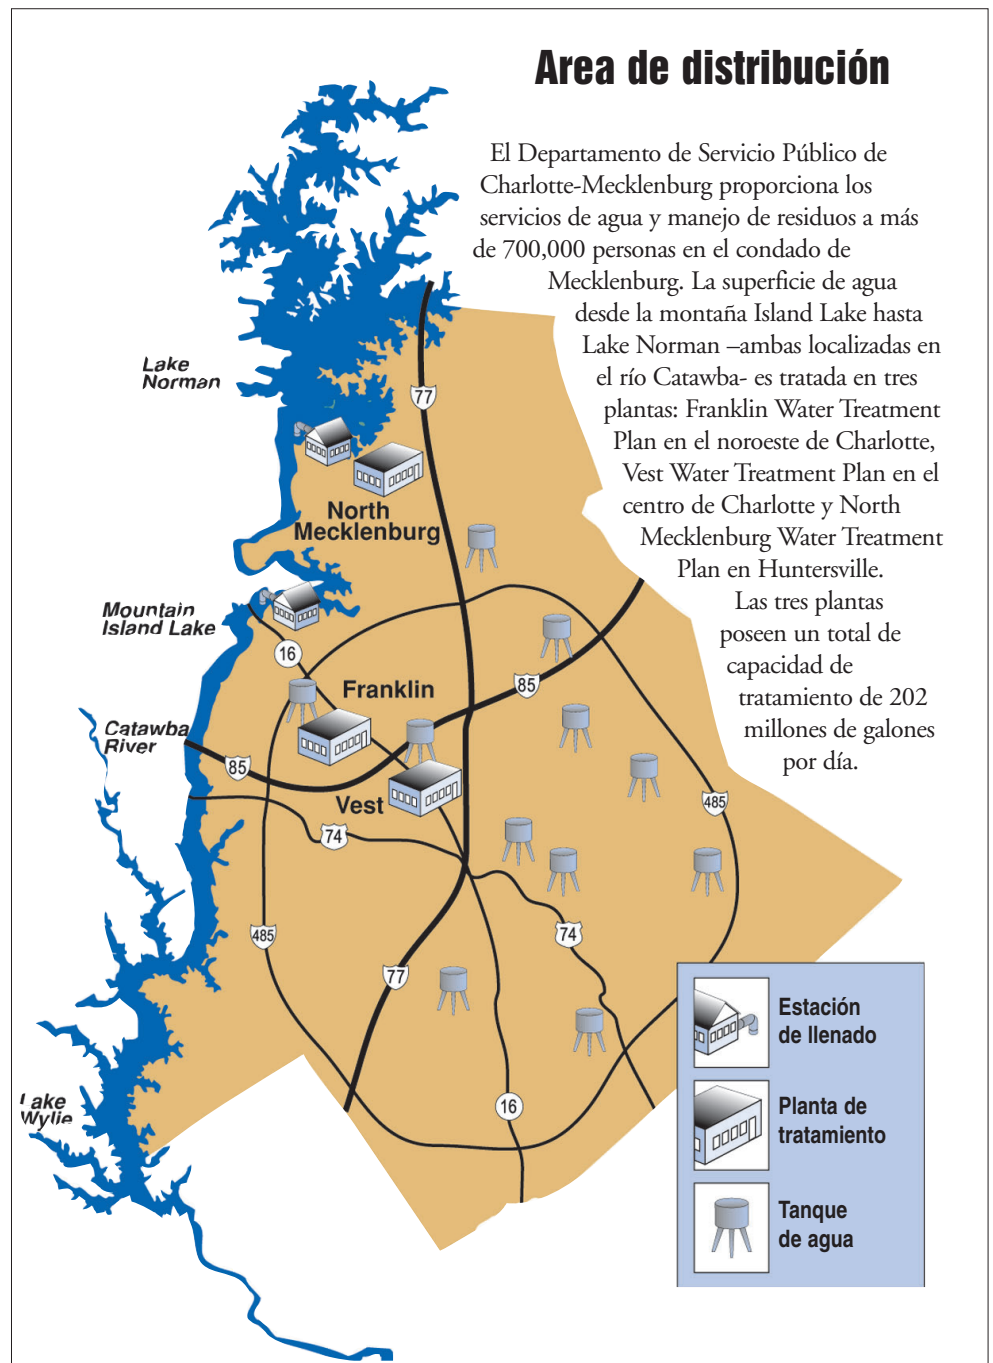 Area de distribución
El Departamento de Servicio Público de
Charlotte-Mecklenburg proporciona los
servicios de agua y manejo de residuos a más
de 700,000 personas en el condado de
Mecklenburg. La superficie de agua
desde la montaña Island Lake hasta
Lake Norman –ambas localizadas en
el río Catawba- es tratada en tres
plantas: Franklin Water Treatment
Plan en el noroeste de Charlotte,
Vest Water Treatment Plan en el
centro de Charlotte y North
Mecklenburg Water Treatment
Plan en Huntersville.
Las tres plantas
poseen un total de
capacidad de
tratamiento de 202
millones de galones
por día.
Lake
Norman
77
North
Mecklenburg
Mountain
Island Lake
16
Franklin
85
Catawba
River
85
Vest
74
485
485
74
77
16
Lake
Wylie
Estación
de llenado
Planta de
tratamiento
Tanque
de agua